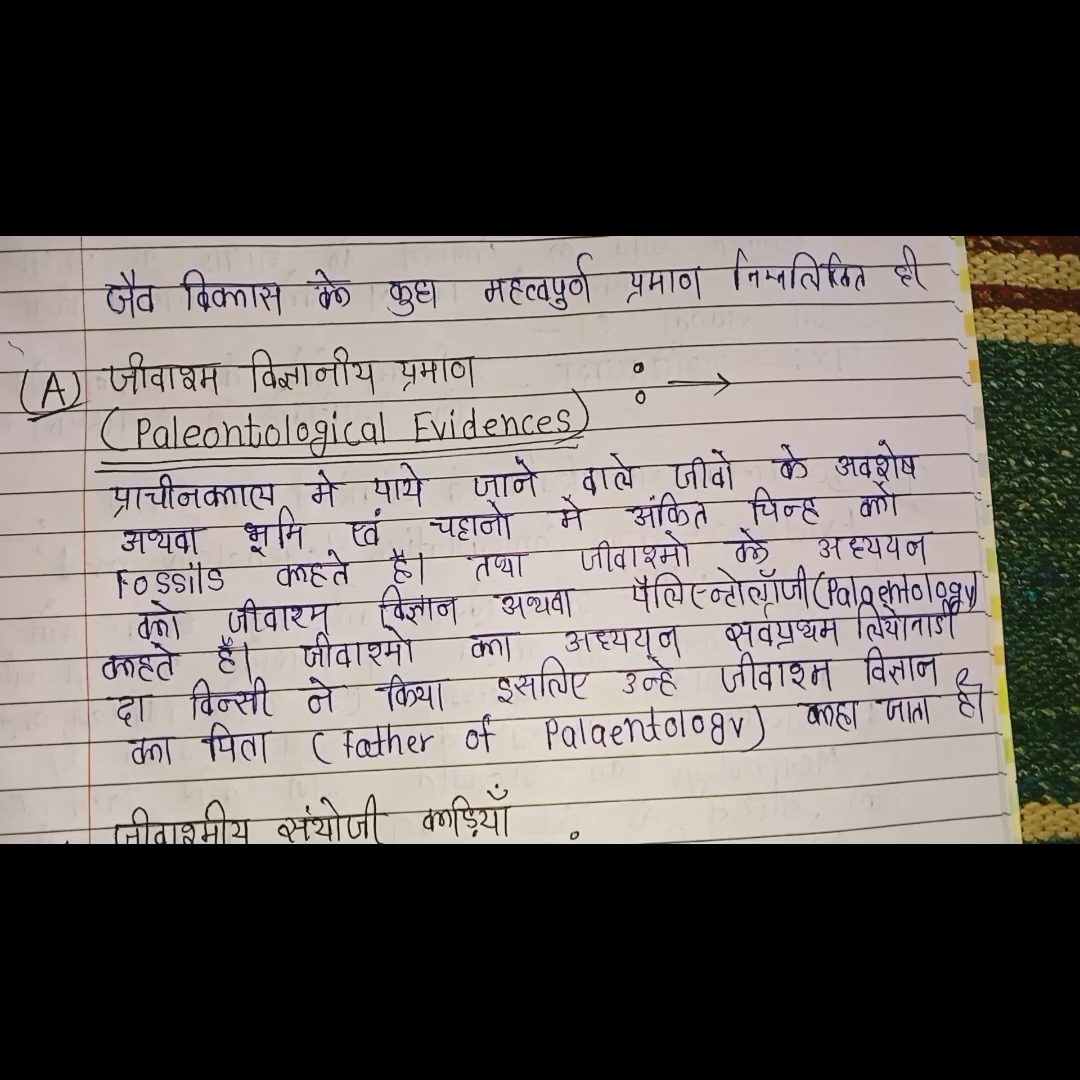 जैव विकास के कुछ महत्वपुर्ण प्रमाण निम्नलिखित है।
(A) जीवाश्म विज्ञानीय प्रमाण :→
(Paleontological Evidences)
प्राचीनकाल मे पाये जाने वाले जीवो के अवशेष
अथवा भूमि एवं चट्टानो में अंकित चिन्ह को
Fossils कहते है। तथा जीवाश्मो के अध्ययन
को जीवाश्म विज्ञान अथवा पैलिएन्टोलॉजी (Palaentology)
कहते है। जीवाश्मो का अध्ययन सर्वप्रथम लियोनार्डो
दा विन्सी ने किया इसलिए उन्हे जीवाश्म विज्ञान
का पिता (Father of Palaentology) कहा जाता है।
जीवाश्मीय संयोजी कड़ियाँ